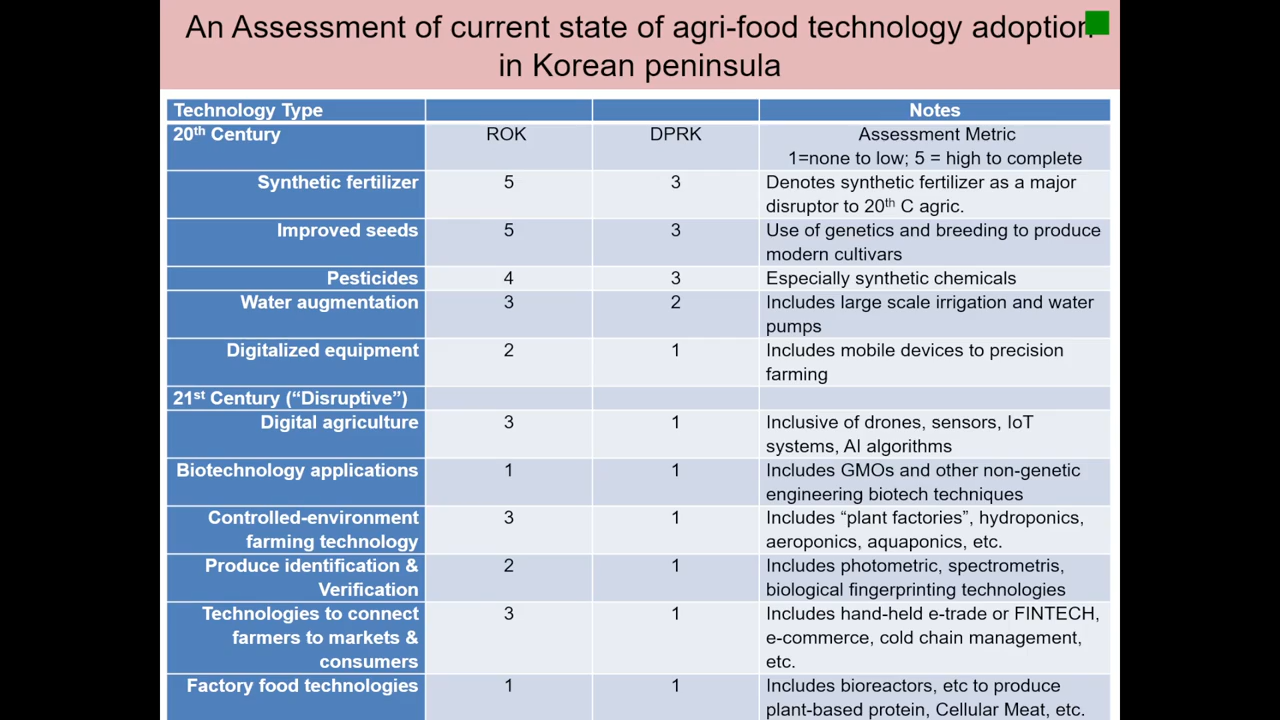 An Assessment of current state of agri-food technology adoption
in Korean peninsula
Technology Type Notes
20th Century ROK DPRK Assessment Metric
1=none to low; 5 = high to complete
Synthetic fertilizer 5 3 Denotes synthetic fertilizer as a major
disruptor to 20th C agric.
Improved seeds 5 3 Use of genetics and breeding to produce
modern cultivars
Pesticides 4 3 Especially synthetic chemicals
Water augmentation 3 2 Includes large scale irrigation and water
pumps
Digitalized equipment 2 1 Includes mobile devices to precision
farming
21st Century (“Disruptive”)
Digital agriculture 3 1 Inclusive of drones, sensors, IoT
systems, AI algorithms
Biotechnology applications 1 1 Includes GMOs and other non-genetic
engineering biotech techniques
Controlled-environment 3 1 Includes “plant factories”, hydroponics,
farming technology aeroponics, aquaponics, etc.
Produce identification & 2 1 Includes photometric, spectrometris,
Verification biological fingerprinting technologies
Technologies to connect 3 1 Includes hand-held e-trade or FINTECH,
farmers to markets & e-commerce, cold chain management,
consumers etc.
Factory food technologies 1 1 Includes bioreactors, etc to produce
plant-based protein, Cellular Meat, etc.